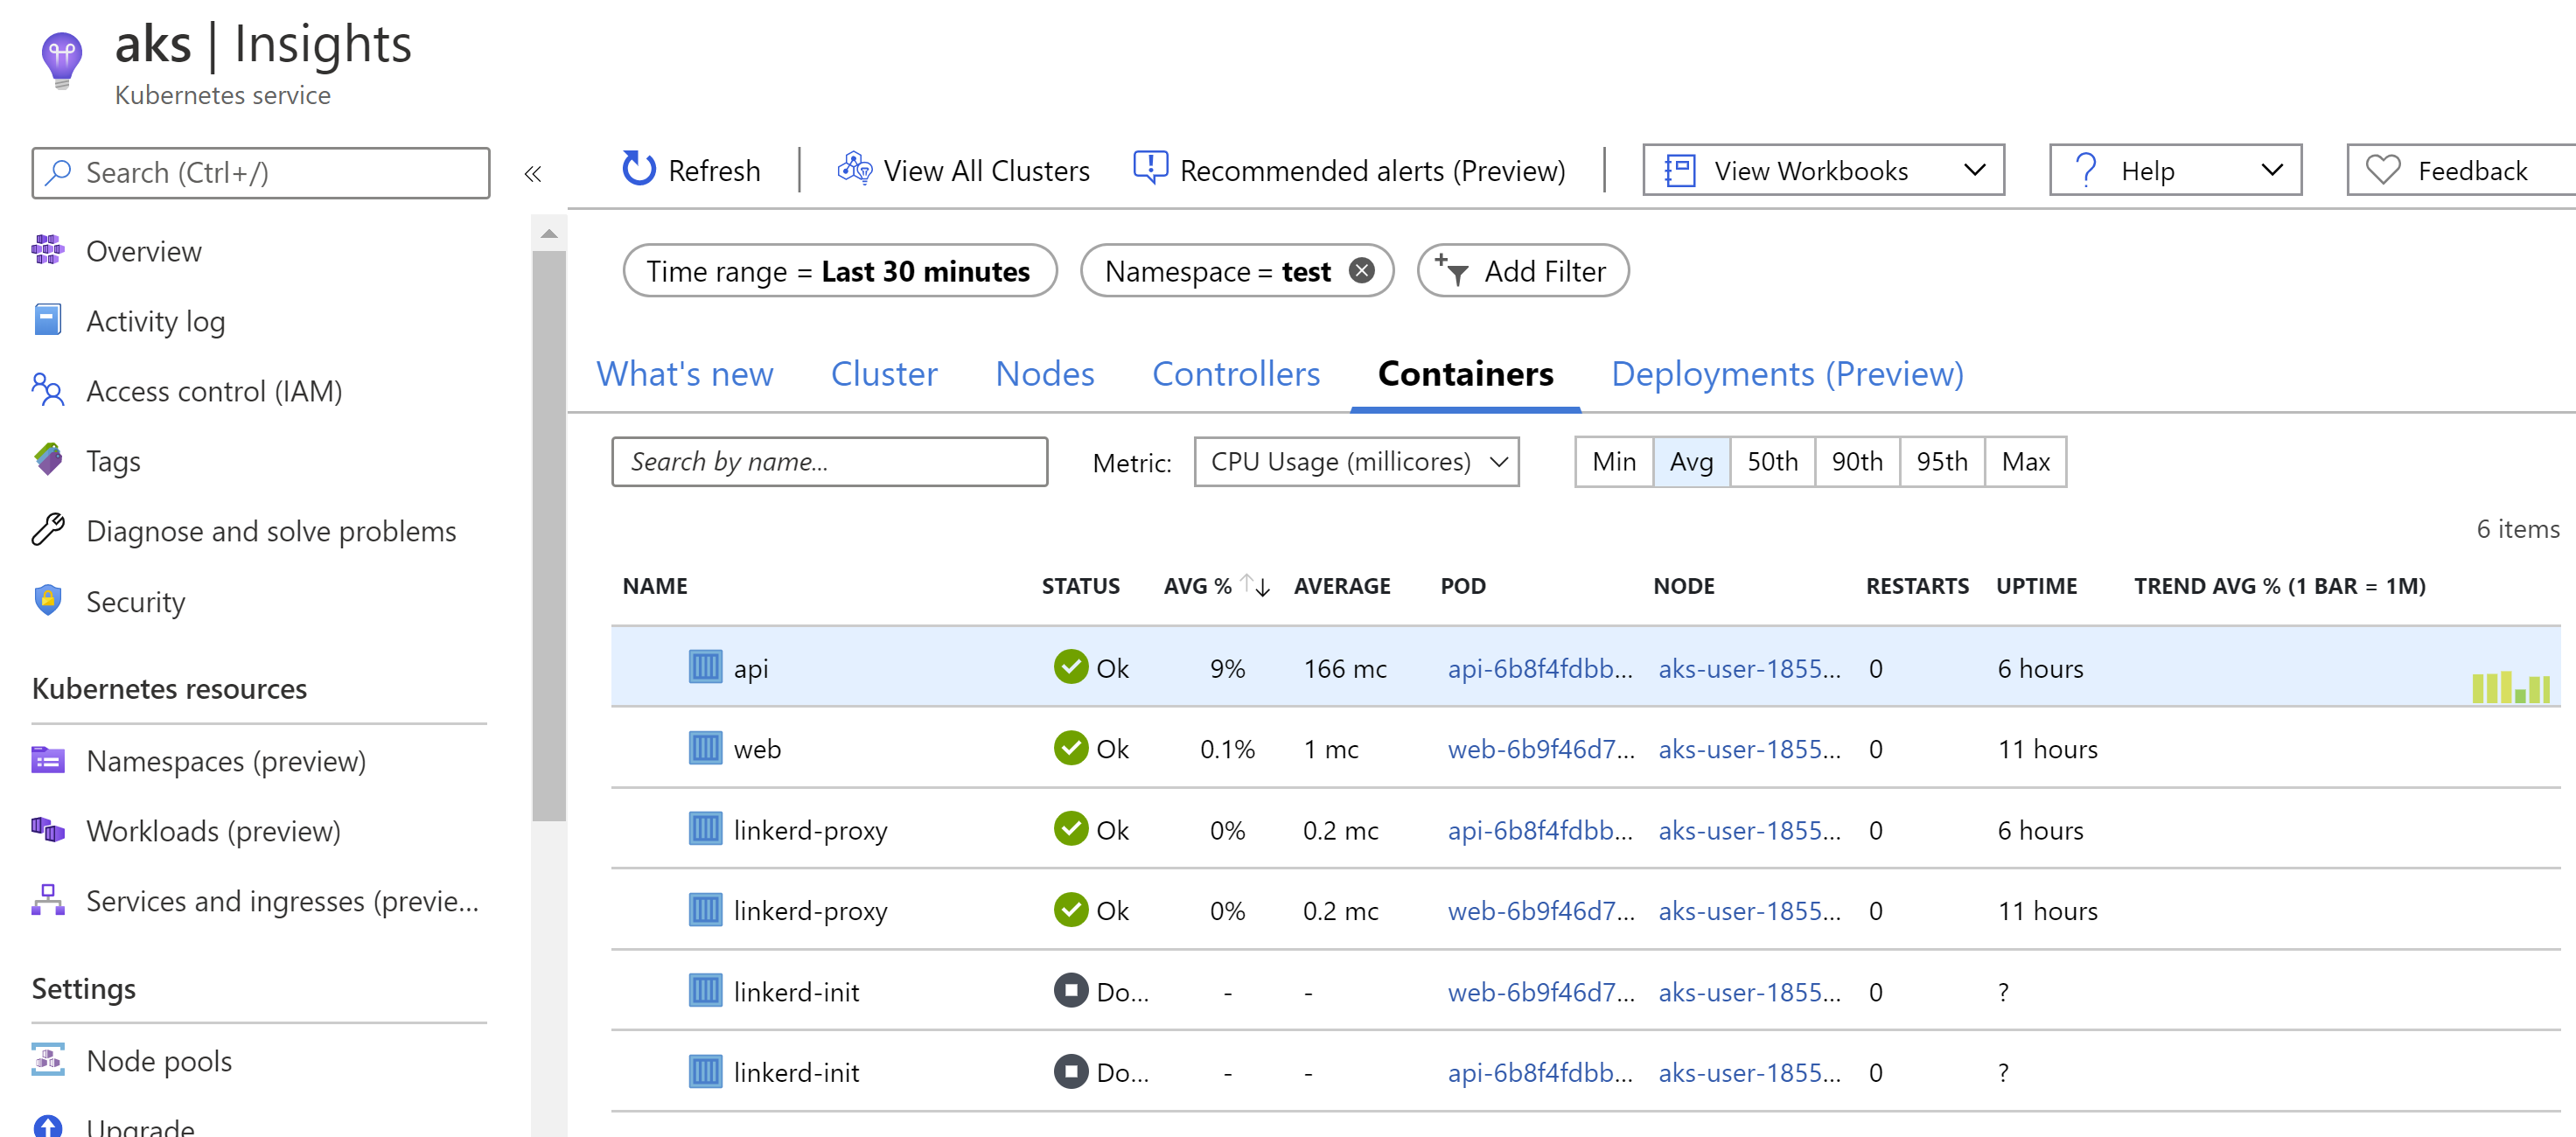 aks | Insights
Kubernetes service
Search (Ctrl+/)
«
Refresh
View All Clusters
Recommended alerts (Preview)
View Workbooks
Help
Feedback
Overview
Activity log
Access control (IAM)
Tags
Diagnose and solve problems
Security
Kubernetes resources
Namespaces (preview)
Workloads (preview)
Services and ingresses (previe...
Settings
Node pools
Upgrade
Time range = Last 30 minutes
Namespace = test
Add Filter
What's new Cluster Nodes Controllers Containers Deployments (Preview)
Search by name...
Metric: CPU Usage (millicores)
Min Avg 50th 90th 95th Max
6 items
NAME STATUS AVG % ↑↓ AVERAGE POD NODE RESTARTS UPTIME TREND AVG % (1 BAR = 1M)
api Ok 9% 166 mc api-6b8f4fdbb... aks-user-1855... 0 6 hours
web Ok 0.1% 1 mc web-6b9f46d7... aks-user-1855... 0 11 hours
linkerd-proxy Ok 0% 0.2 mc api-6b8f4fdbb... aks-user-1855... 0 6 hours
linkerd-proxy Ok 0% 0.2 mc web-6b9f46d7... aks-user-1855... 0 11 hours
linkerd-init Do... - - web-6b9f46d7... aks-user-1855... 0 ?
linkerd-init Do... - - api-6b8f4fdbb... aks-user-1855... 0 ?